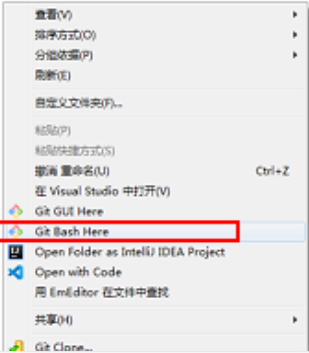 查看(V)
排序方式(O)
分组依据(P)
刷新(E)
自定义文件夹(F)...
粘贴(P)
粘贴快捷方式(S)
撤消 重命名(U) Ctrl+Z
在 Visual Studio 中打开(V)
Git GUI Here
Git Bash Here
Open Folder as IntelliJ IDEA Project
Open with Code
用 EmEditor 在文件中查找
共享(H)
Git Clone...